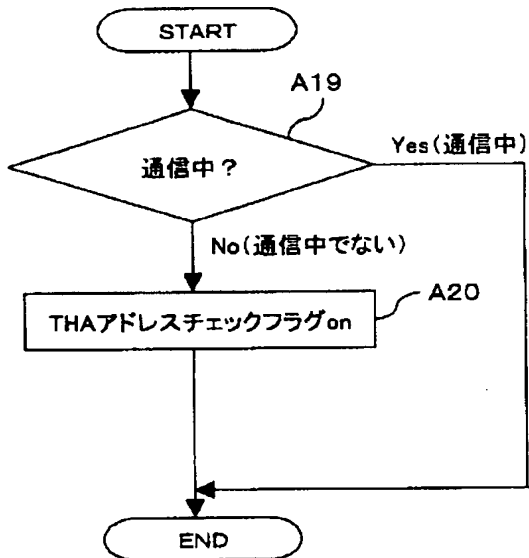 START
A19
通信中?
Yes(通信中)
No(通信中でない)
A20
THAアドレスチェックフラグon
END